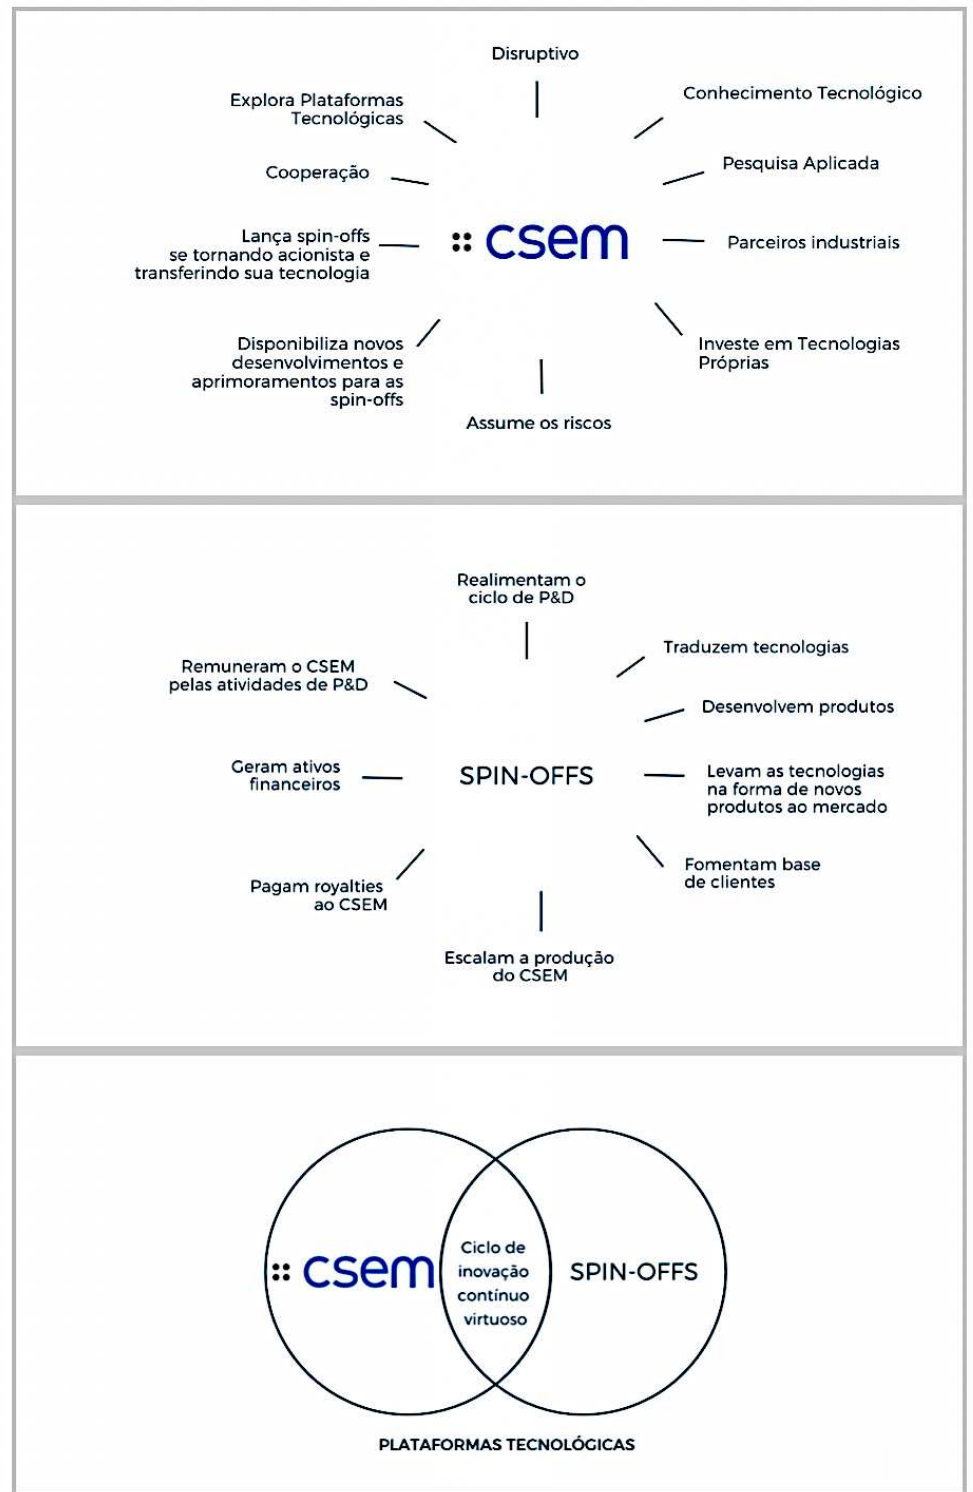 Disruptivo
Explora Plataformas
Tecnológicas
Conhecimento Tecnológico
Cooperação
Pesquisa Aplicada
Lança spin-offs
se tornando acionista e
transferindo sua tecnologia
csem
Parceiros industriais
Disponibiliza novos
desenvolvimentos e
aprimoramentos para as
spin-offs
Investe em Tecnologias
Próprias
Assume os riscos
Realimentam o
ciclo de P&D
Remuneram o CSEM
pelas atividades de P&D
Traduzem tecnologias
Desenvolvem produtos
Geram ativos
financeiros
SPIN-OFFS
Levam as tecnologias
na forma de novos
produtos ao mercado
Pagam royalties
ao CSEM
Fomentam base
de clientes
Escalam a produção
do CSEM
csem
Ciclo de
inovação
contínuo
virtuoso
SPIN-OFFS
PLATAFORMAS TECNOLÓGICAS